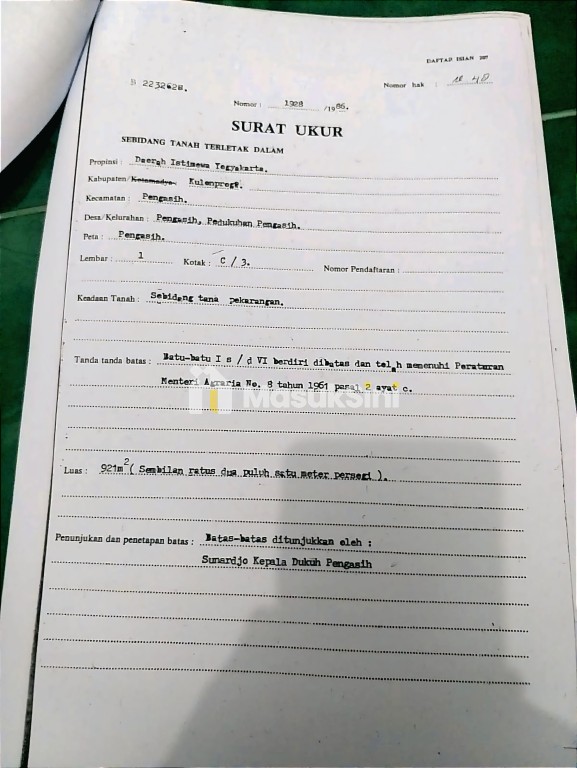 DAFTAR ISIAN 207
B 2232628.
Nomor hak :
Nomor : 1928 /1986.
SURAT UKUR
SEBIDANG TANAH TERLETAK DALAM
Propinsi : Daerah Istimewa Yogyakarta.
Kabupaten/Kotamadya. Kulonprogo.
Kecamatan : Pengasih.
Desa/Kelurahan : Pengasih, Pedukuhan Pengasih.
Peta : Pengasih.
Lembar : 1 Kotak : C / 3. Nomor Pendaftaran :
Keadaan Tanah : Sebidang tana pekarangan.
Tanda tanda batas : Batu-batu I s / d VI berdiri dibatas dan telah memenuhi Peraturan
Menteri Agraria No. 8 tahun 1961 pasal 2 ayat c.
MasukSini
Luas : 921m2 ( Sembilan ratus dua puluh satu meter persegi ).
Penunjukan dan penetapan batas : Batas-batas ditunjukkan oleh :
Sunardjo Kepala Dukuh Pengasih